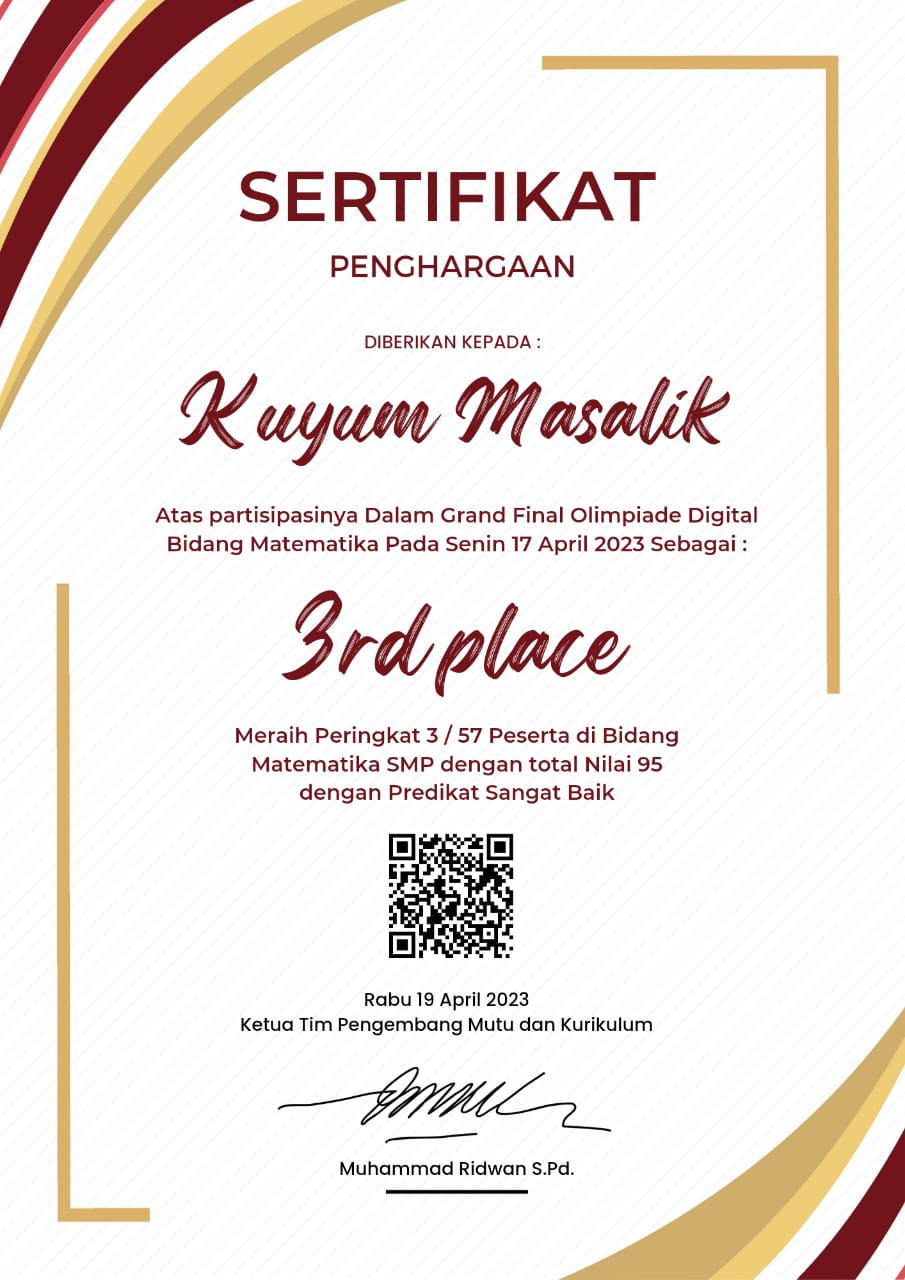 SERTIFIKAT
PENGHARGAAN
DIBERIKAN KEPADA :
Kuyum Masalik
Atas partisipasinya Dalam Grand Final Olimpiade Digital
Bidang Matematika Pada Senin 17 April 2023 Sebagai :
3rd place
Meraih Peringkat 3 / 57 Peserta di Bidang
Matematika SMP dengan total Nilai 95
dengan Predikat Sangat Baik
Rabu 19 April 2023
Ketua Tim Pengembang Mutu dan Kurikulum
Muhammad Ridwan S.Pd.